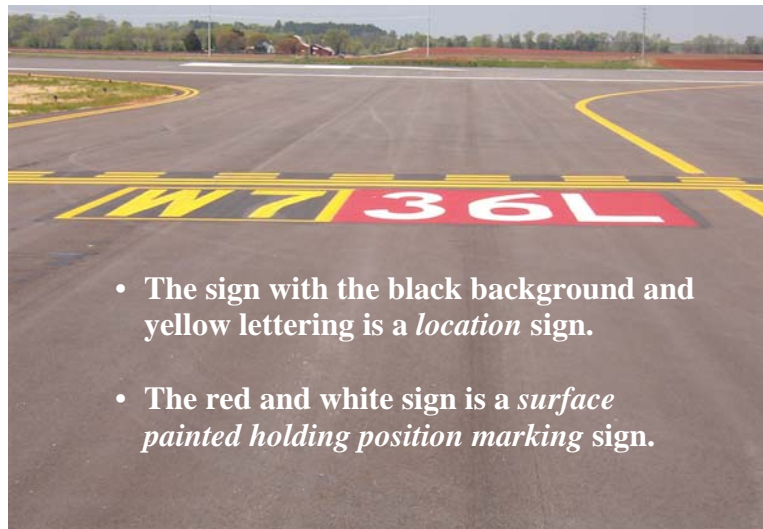 W7 36L
• The sign with the black background and
yellow lettering is a location sign.
• The red and white sign is a surface
painted holding position marking sign.